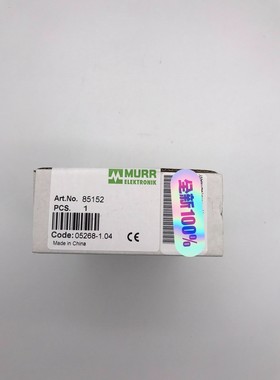 MURR
ELEKTRONIK
Art.No. 85152
PCS. 1
Code:05268-1.04
Made in China
CE
全新100%